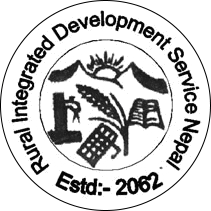 Rural Integrated Development Service Nepal
Estd:- 2062